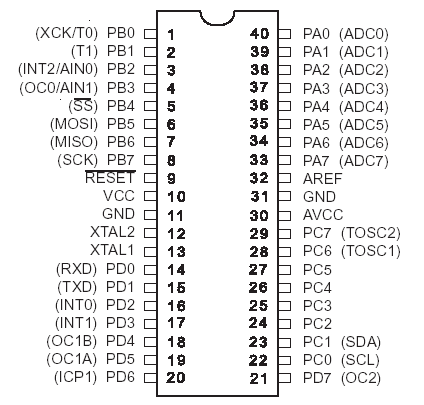 (XCK/T0) PB0 1 40 PA0 (ADC0)
(T1) PB1 2 39 PA1 (ADC1)
(INT2/AIN0) PB2 3 38 PA2 (ADC2)
(OC0/AIN1) PB3 4 37 PA3 (ADC3)
(SS) PB4 5 36 PA4 (ADC4)
(MOSI) PB5 6 35 PA5 (ADC5)
(MISO) PB6 7 34 PA6 (ADC6)
(SCK) PB7 8 33 PA7 (ADC7)
RESET 9 32 AREF
VCC 10 31 GND
GND 11 30 AVCC
XTAL2 12 29 PC7 (TOSC2)
XTAL1 13 28 PC6 (TOSC1)
(RXD) PD0 14 27 PC5
(TXD) PD1 15 26 PC4
(INT0) PD2 16 25 PC3
(INT1) PD3 17 24 PC2
(OC1B) PD4 18 23 PC1 (SDA)
(OC1A) PD5 19 22 PC0 (SCL)
(ICP1) PD6 20 21 PD7 (OC2)